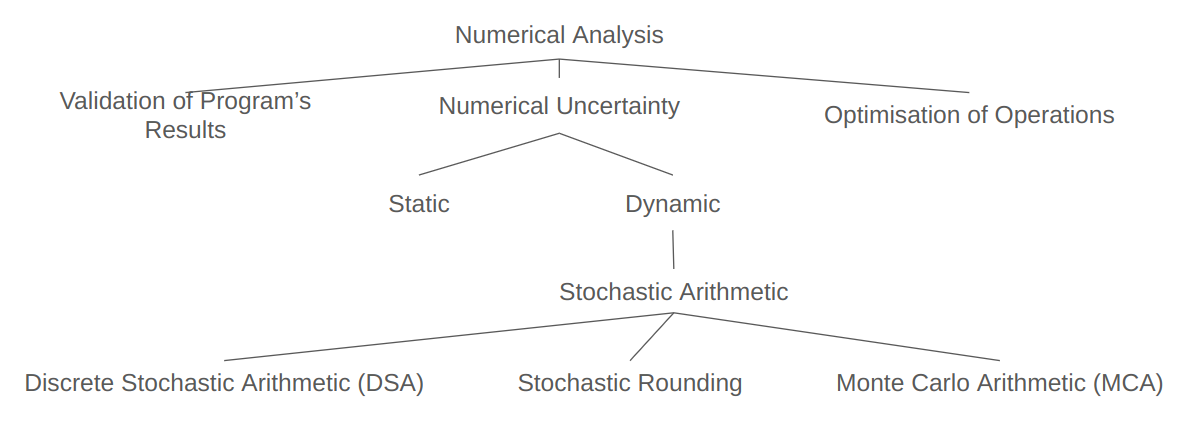 Numerical Analysis
Validation of Program’s
Results
Numerical Uncertainty
Optimisation of Operations
Static
Dynamic
Stochastic Arithmetic
Discrete Stochastic Arithmetic (DSA)
Stochastic Rounding
Monte Carlo Arithmetic (MCA)